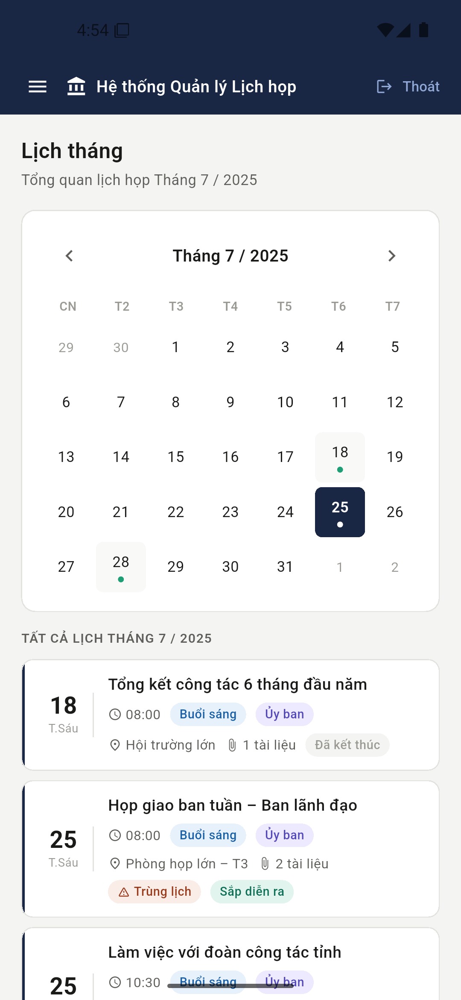 4:54
Hệ thống Quản lý Lịch họp
Thoát
Lịch tháng
Tổng quan lịch họp Tháng 7 / 2025
Tháng 7 / 2025
CN T2 T3 T4 T5 T6 T7
29 30 1 2 3 4 5
6 7 8 9 10 11 12
13 14 15 16 17 18 19
20 21 22 23 24 25 26
27 28 29 30 31 1 2
TẤT CẢ LỊCH THÁNG 7 / 2025
18
T.Sáu
Tổng kết công tác 6 tháng đầu năm
08:00 Buổi sáng Ủy ban
Hội trường lớn 1 tài liệu Đã kết thúc
25
T.Sáu
Họp giao ban tuần – Ban lãnh đạo
08:00 Buổi sáng Ủy ban
Phòng họp lớn – T3 2 tài liệu
Trùng lịch Sắp diễn ra
25
Làm việc với đoàn công tác tỉnh
10:30 Buổi sáng Ủy ban